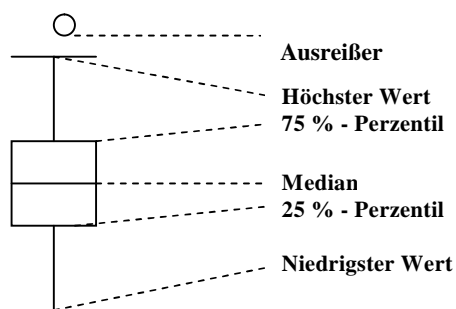 Ausreißer
Höchster Wert
75 % - Perzentil
Median
25 % - Perzentil
Niedrigster Wert